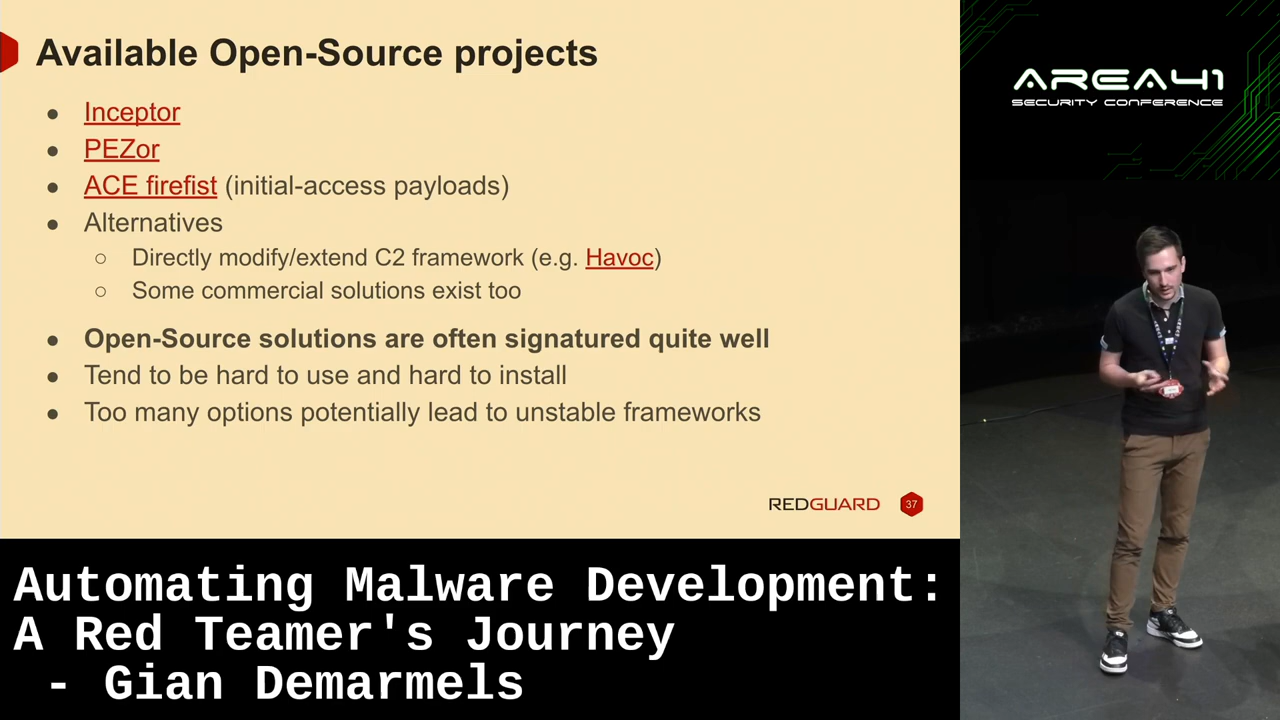 Available Open-Source projects
● Inceptor
● PEZor
● ACE firefist (initial-access payloads)
● Alternatives
○ Directly modify/extend C2 framework (e.g. Havoc)
○ Some commercial solutions exist too
● Open-Source solutions are often signatured quite well
● Tend to be hard to use and hard to install
● Too many options potentially lead to unstable frameworks
REDGUARD 37
AREA41
SECURITY CONFERENCE
Automating Malware Development:
A Red Teamer's Journey
- Gian Demarmels